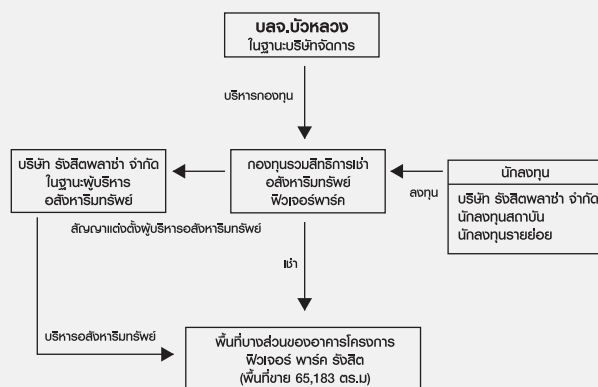 บลจ.บัวหลวง
ในฐานะบริษัทจัดการ
บริหารกองทุน
บริษัท รังสิตพลาซ่า จำกัด
ในฐานะผู้บริหาร
อสังหาริมทรัพย์
กองทุนรวมสิทธิการเช่า
อสังหาริมทรัพย์
ฟิวเจอร์พาร์ค
ลงทุน
นักลงทุน
บริษัท รังสิตพลาซ่า จำกัด
นักลงทุนสถาบัน
นักลงทุนรายย่อย
สัญญาแต่งตั้งผู้บริหารอสังหาริมทรัพย์
เช่า
บริหารอสังหาริมทรัพย์
พื้นที่บางส่วนของอาคารโครงการ
ฟิวเจอร์ พาร์ค รังสิต
(พื้นที่ขาย 65,183 ตร.ม)